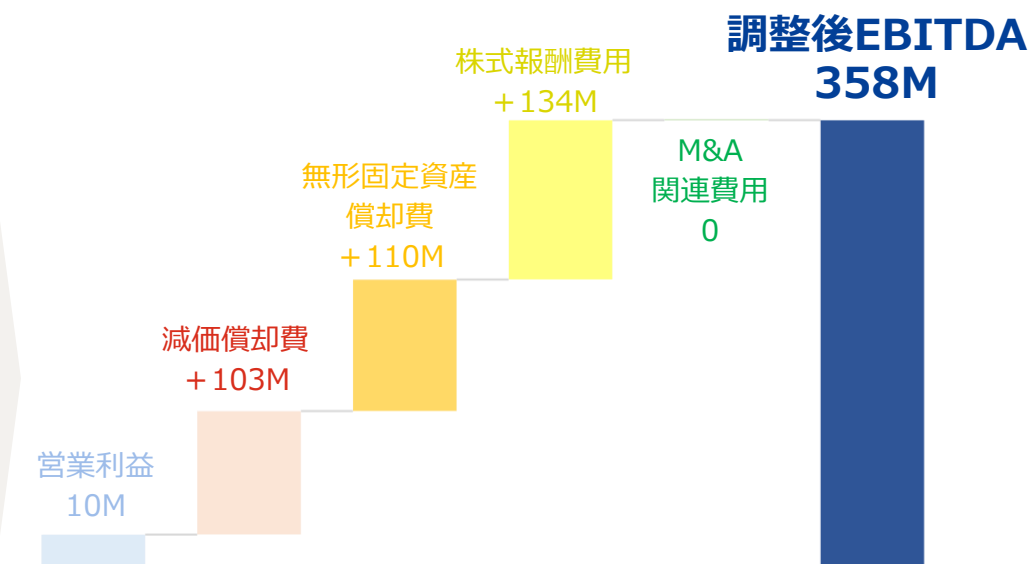 調整後EBITDA
358M
株式報酬費用
＋134M
M&A
関連費用
0
無形固定資産
償却費
＋110M
減価償却費
＋103M
営業利益
10M